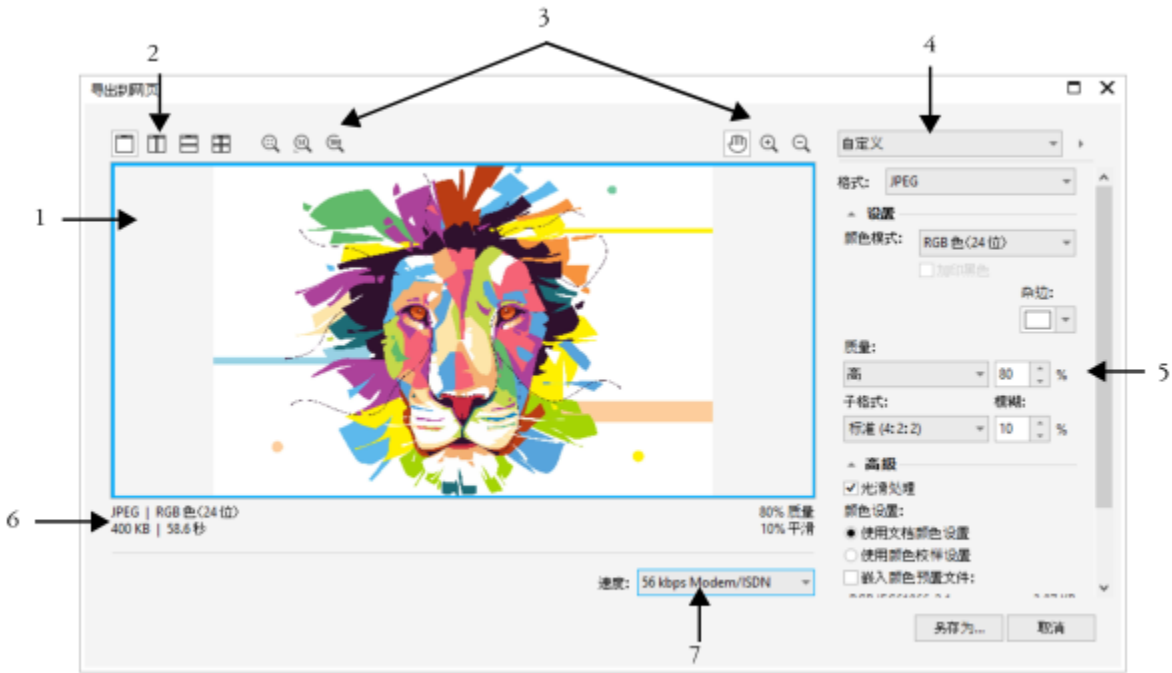 3
2
4
导出到网页
自定义
格式: JPEG
设置
1
颜色模式: RGB 色(24 位)
加印黑色
杂边:
质量:
高 80 %
5
子格式: 模糊:
标准 (4:2:2) 10 %
高级
光滑处理
6
JPEG | RGB 色(24 位) 80% 质量
400 KB | 58.6 秒 10% 平滑
颜色设置:
使用文档颜色设置
使用颜色校样设置
速度: 56 kbps Modem/ISDN
嵌入颜色预置文件:
另存为... 取消
7